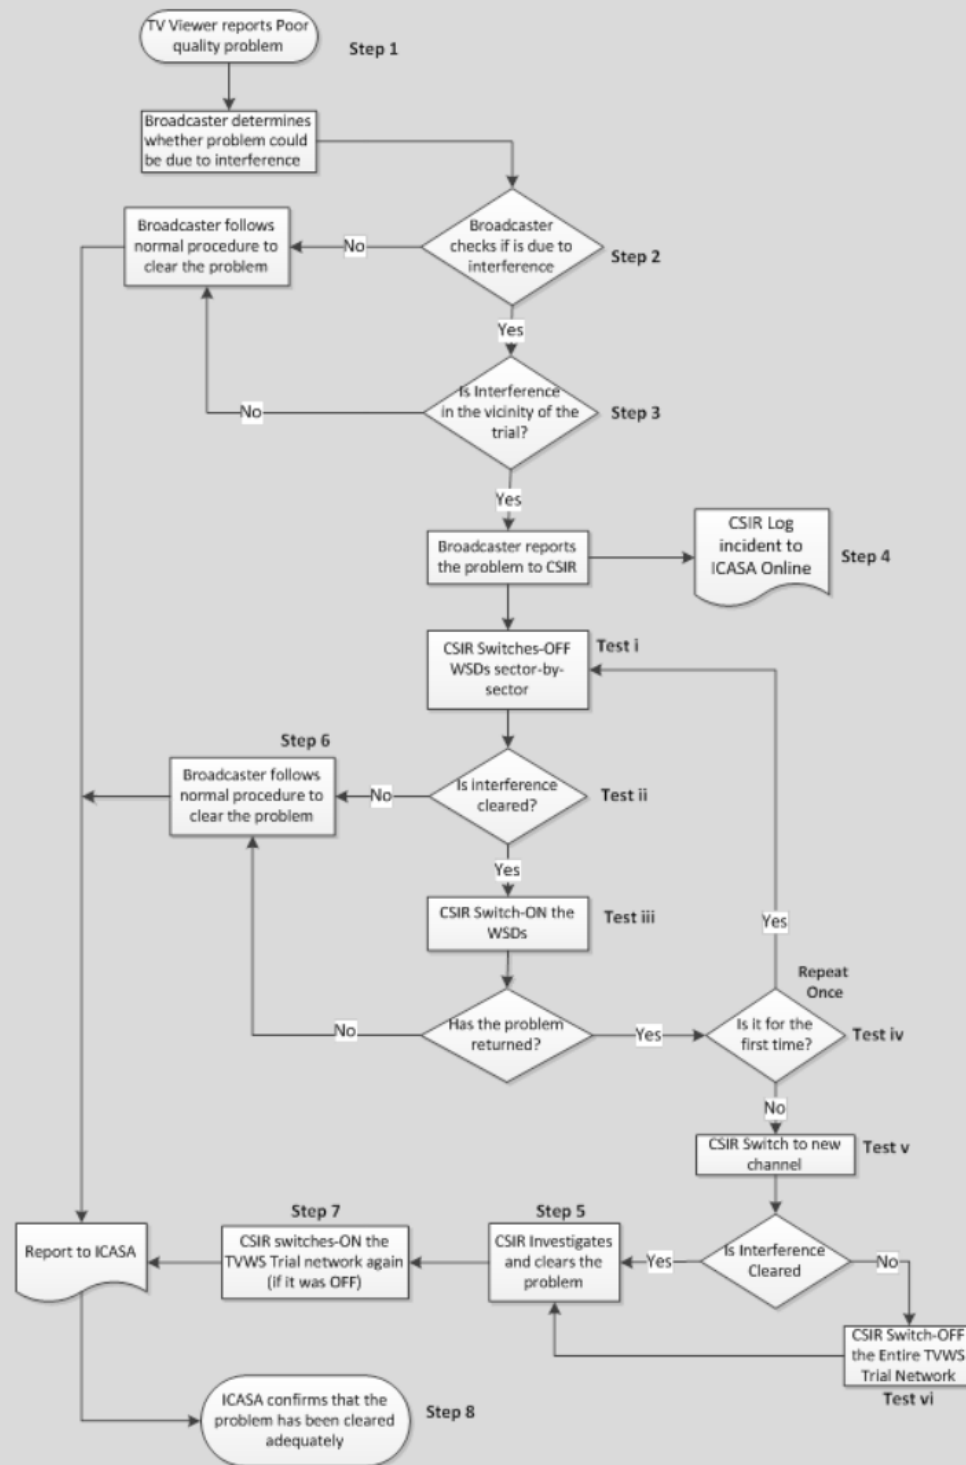 TV Viewer reports Poor
quality problem
Step 1
Broadcaster determines
whether problem could
be due to interference
Broadcaster follows
normal procedure to
clear the problem
No
Broadcaster
checks if is due to
interference
Step 2
Yes
Is Interference
in the vicinity of the
trial?
Step 3
No
Yes
Broadcaster reports
the problem to CSIR
CSIR Log
incident to
ICASA Online
Step 4
CSIR Switches-OFF
WSDs sector-by-
sector
Test i
Step 6
Broadcaster follows
normal procedure to
clear the problem
No
Is interference
cleared?
Test ii
Yes
CSIR Switch-ON the
WSDs
Test iii
Yes
Repeat
Once
No
Has the problem
returned?
Yes
Is it for the
first time?
Test iv
No
CSIR Switch to new
channel
Test v
Report to ICASA
Step 7
CSIR switches-ON the
TVWS Trial network again
(if it was OFF)
Step 5
CSIR Investigates
and clears the
problem
Yes
Is Interference
Cleared
No
CSIR Switch-OFF
the Entire TVWS
Trial Network
Test vi
ICASA confirms that the
problem has been cleared
adequately
Step 8